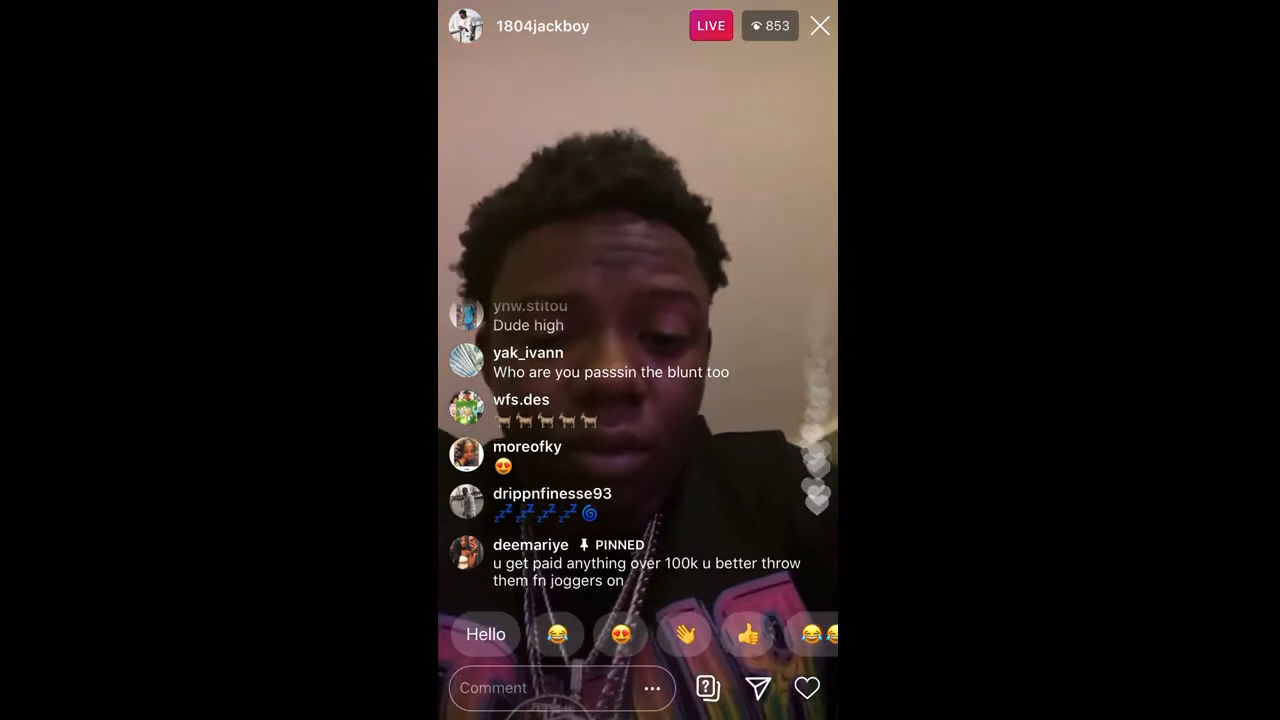 1804jackboy
LIVE
853
ynw.stitou
Dude high
yak_ivann
Who are you passsin the blunt too
wfs.des
🐐🐐🐐🐐🐐
moreofky
😍
drippnfinesse93
💤💤💤💤🌀
deemariye 📌 PINNED
u get paid anything over 100k u better throw
them fn joggers on
Hello 😂 😍 👋 👍 😂😂
Comment